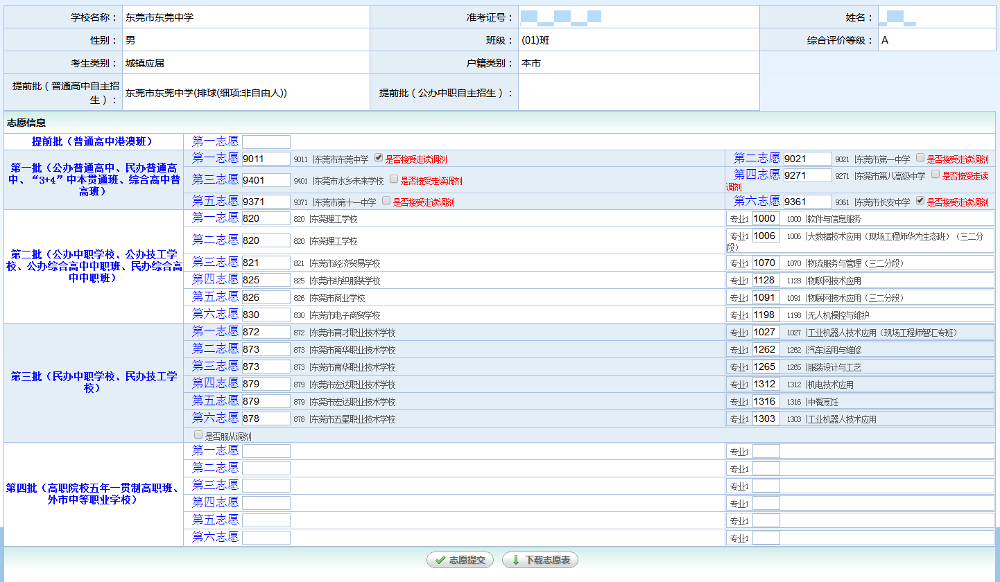 学校名称： 东莞市东莞中学 准考证号： 姓名：
性别： 男 班级： (01)班 综合评价等级： A
考生类别： 城镇应届 户籍类别： 本市
提前批（普通高中自主招
生）： 东莞市东莞中学(排球(细项:非自由人)) 提前批（公办中职自主招生）：
志愿信息
提前批（普通高中港澳班） 第一志愿
第一批（公办普通高中、民办普通高
中、“3+4”中本贯通班、综合高中普
高班）
第一志愿 9011 9011 |东莞市东莞中学 是否接受走读调剂 第二志愿 9021 9021 |东莞市第一中学 是否接受走读调剂
第三志愿 9401 9401 |东莞市水乡未来学校 是否接受走读调剂 第四志愿 9271 9271 |东莞市第八高级中学 是否接受走读
调剂
第五志愿 9371 9371 |东莞市第十一中学 是否接受走读调剂 第六志愿 9361 9361 |东莞市长安中学 是否接受走读调剂
第二批（公办中职学校、公办技工学
校、公办综合高中中职班、民办综合高
中中职班）
第一志愿 820 820 |东莞理工学校 专业1 1000 1000 |软件与信息服务
第二志愿 820 820 |东莞理工学校 专业1 1006 1006 |大数据技术应用（现场工程师华为生态班）（三二分
段）
第三志愿 821 821 |东莞市经济贸易学校 专业1 1070 1070 |物流服务与管理（三二分段）
第四志愿 825 825 |东莞市纺织服装学校 专业1 1128 1128 |物联网技术应用
第五志愿 826 826 |东莞市商业学校 专业1 1091 1091 |物联网技术应用（三二分段）
第六志愿 830 830 |东莞市电子商贸学校 专业1 1198 1198 |无人机操控与维护
第三批（民办中职学校、民办技工学
校）
第一志愿 872 872 |东莞市育才职业技术学校 专业1 1027 1027 |工业机器人技术应用（现场工程师智汇专班）
第二志愿 873 873 |东莞市南华职业技术学校 专业1 1262 1262 |汽车运用与维修
第三志愿 873 873 |东莞市南华职业技术学校 专业1 1265 1265 |服装设计与工艺
第四志愿 879 879 |东莞市宏达职业技术学校 专业1 1312 1312 |机电技术应用
第五志愿 879 879 |东莞市宏达职业技术学校 专业1 1316 1316 |中餐烹饪
第六志愿 878 878 |东莞市五星职业技术学校 专业1 1303 1303 |工业机器人技术应用
是否服从调剂
第四批（高职院校五年一贯制高职班、
外市中等职业学校）
第一志愿 专业1
第二志愿 专业1
第三志愿 专业1
第四志愿 专业1
第五志愿 专业1
第六志愿 专业1
志愿提交 下载志愿表